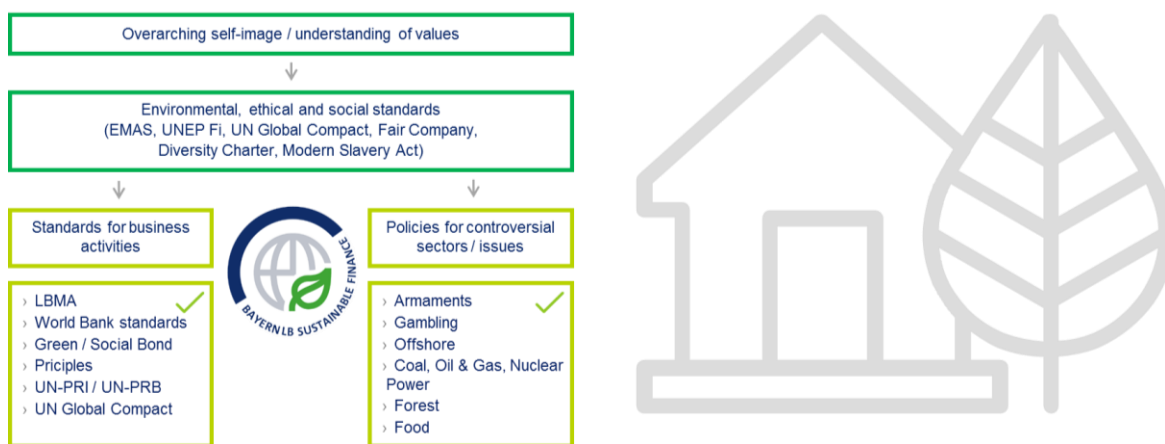 Overarching self-image / understanding of values
Environmental, ethical and social standards
(EMAS, UNEP Fi, UN Global Compact, Fair Company,
Diversity Charter, Modern Slavery Act)
Standards for business
activities
› LBMA
› World Bank standards
› Green / Social Bond
› Priciples
› UN-PRI / UN-PRB
› UN Global Compact
BAYERNLB SUSTAINABLE FINANCE
Policies for controversial
sectors / issues
› Armaments
› Gambling
› Offshore
› Coal, Oil & Gas, Nuclear
Power
› Forest
› Food